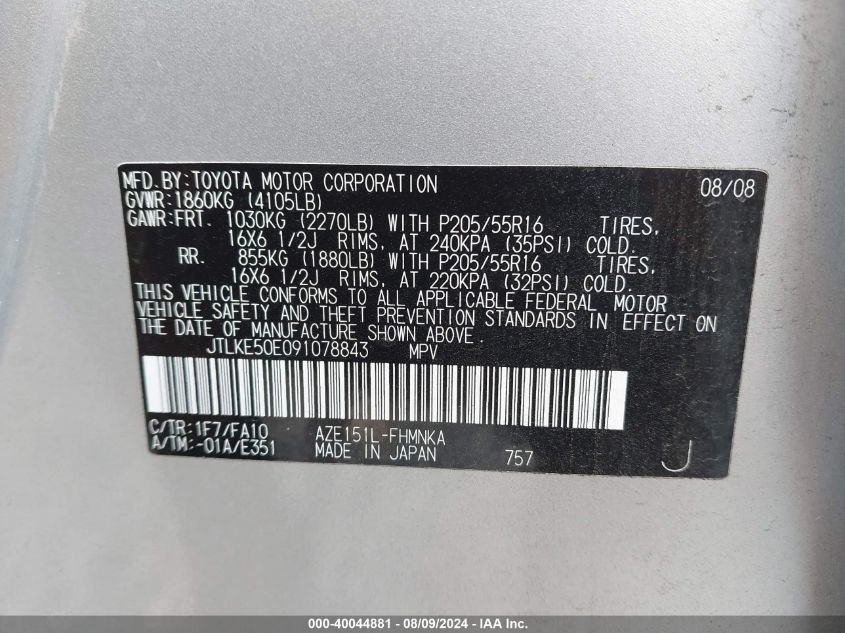 MFD.BY:TOYOTA MOTOR CORPORATION 08/08
GVWR:1860KG (4105LB)
GAWR:FRT. 1030KG (2270LB) WITH P205/55R16 TIRES,
16X6 1/2J RIMS, AT 240KPA (35PSI) COLD.
RR. 855KG (1880LB) WITH P205/55R16 TIRES,
16X6 1/2J RIMS, AT 220KPA (32PSI) COLD.
THIS VEHICLE CONFORMS TO ALL APPLICABLE FEDERAL MOTOR
VEHICLE SAFETY AND THEFT PREVENTION STANDARDS IN EFFECT ON
THE DATE OF MANUFACTURE SHOWN ABOVE.
JTLKE50E091078843 MPV
C/TR:1F7/FA10 AZE151L-FHMNKA
A/TM:-01A/E351 MADE IN JAPAN 757 J
000-40044881 - 08/09/2024 - IAA Inc.